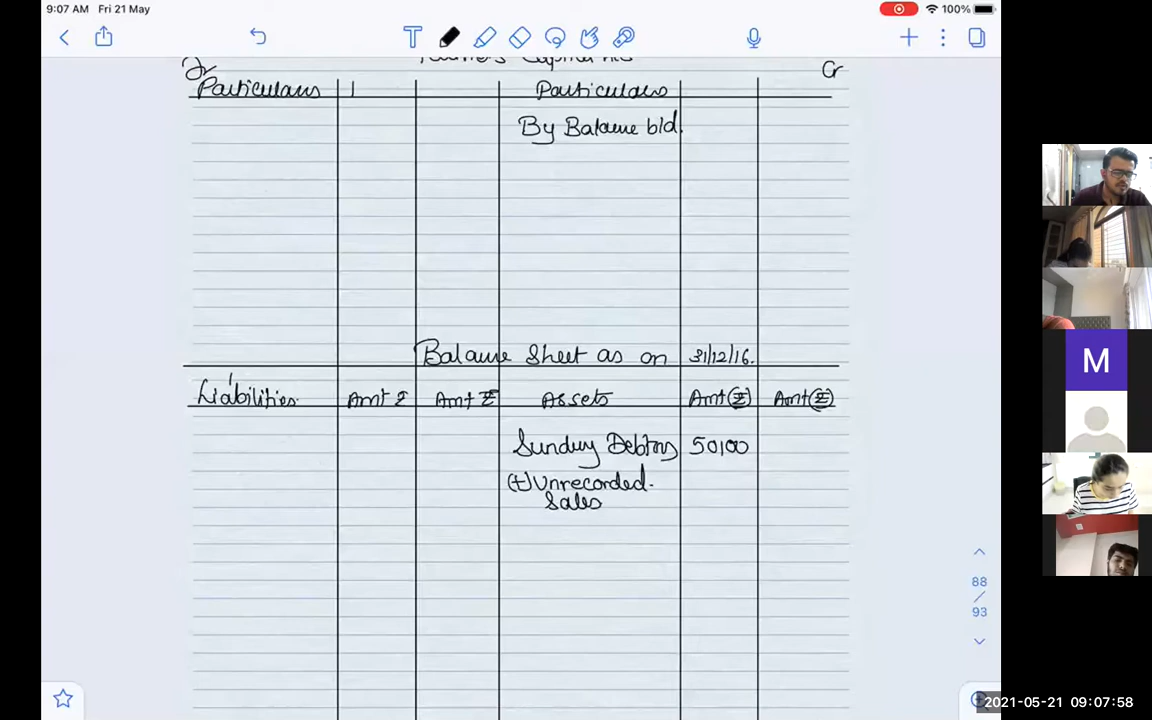 9:07 AM Fri 21 May
100%
Partner's Capital A/c
Dr
Cr
Particulars
Particulars
By Balance b/d.
Balance Sheet as on 31/12/16.
Liabilities Amt ₹ Amt ₹ Assets Amt(₹) Amt(₹)
Sundry Debtors 50100
(+)Unrecorded
Sales
M
88
93
2021-05-21 09:07:58